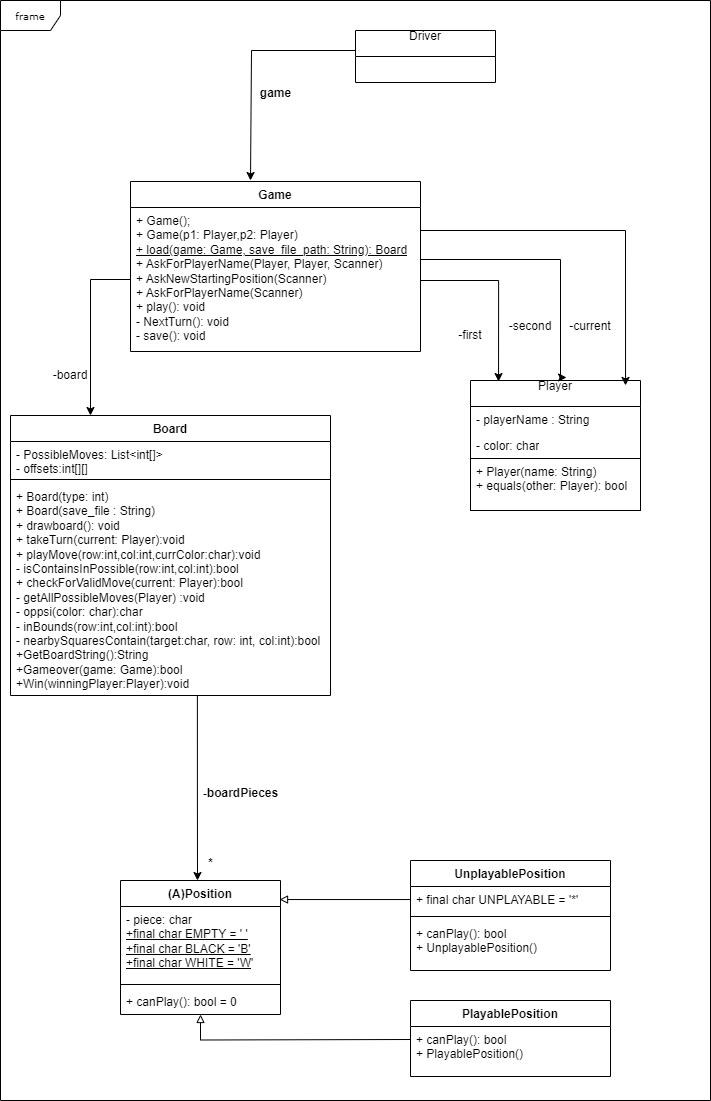 frame
Driver
game
Game
+ Game();
+ Game(p1: Player,p2: Player)
+ load(game: Game, save_file_path: String): Board
+ AskForPlayerName(Player, Player, Scanner)
+ AskNewStartingPosition(Scanner)
+ AskForPlayerName(Scanner)
+ play(): void
- NextTurn(): void
- save(): void
-first
-second
-current
-board
Player
- playerName : String
- color: char
+ Player(name: String)
+ equals(other: Player): bool
Board
- PossibleMoves: List<int[]>
- offsets:int[][]
+ Board(type: int)
+ Board(save_file : String)
+ drawboard(): void
+ takeTurn(current: Player):void
+ playMove(row:int,col:int,currColor:char):void
- isContainsInPossible(row:int,col:int):bool
+ checkForValidMove(current: Player):bool
- getAllPossibleMoves(Player) :void
- oppsi(color: char):char
- inBounds(row:int,col:int):bool
- nearbySquaresContain(target:char, row: int, col:int):bool
+GetBoardString():String
+Gameover(game: Game):bool
+Win(winningPlayer:Player):void
-boardPieces
*
(A)Position
- piece: char
+final char EMPTY = ' '
+final char BLACK = 'B'
+final char WHITE = 'W'
+ canPlay(): bool = 0
UnplayablePosition
+ final char UNPLAYABLE = '*'
+ canPlay(): bool
+ UnplayablePosition()
PlayablePosition
+ canPlay(): bool
+ PlayablePosition()